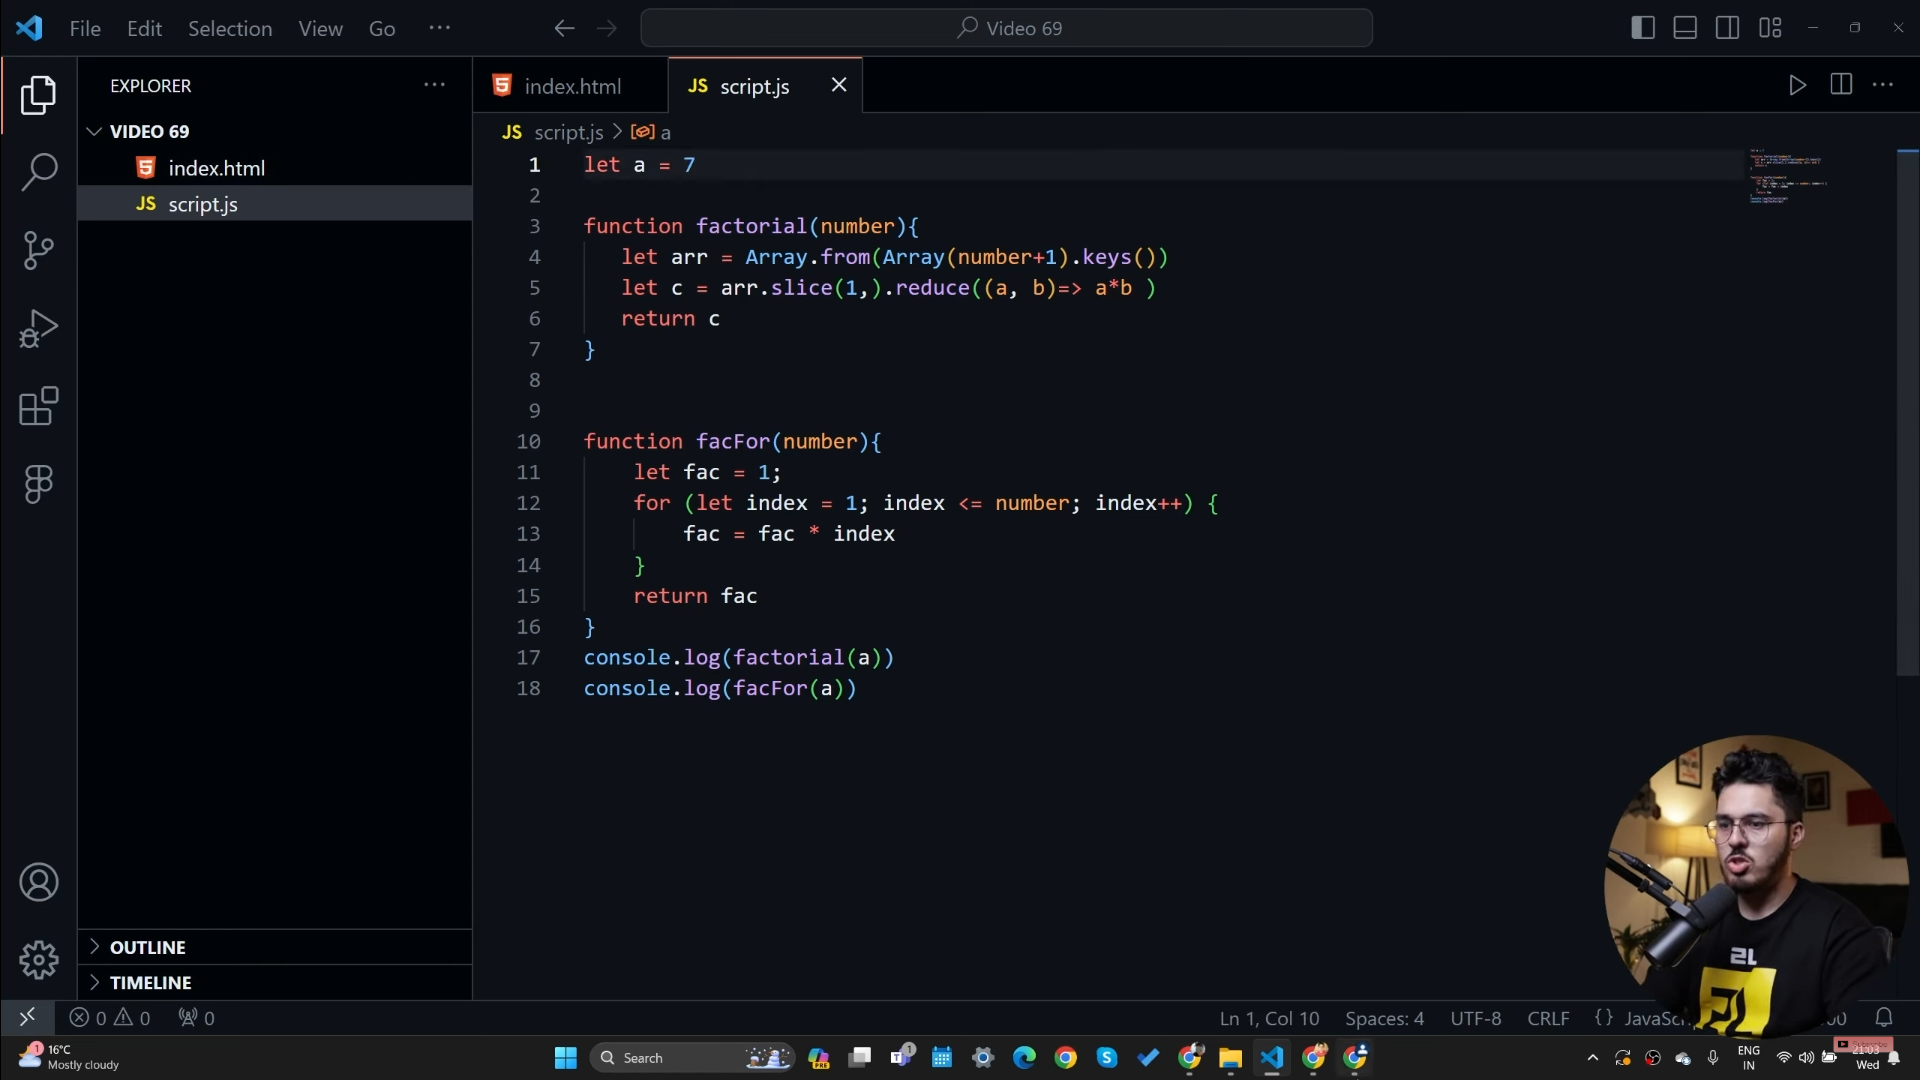 File Edit Selection View Go ...
Video 69
EXPLORER ...
VIDEO 69
index.html
JS script.js
OUTLINE
TIMELINE
index.html
JS script.js
JS script.js > a
1 let a = 7
2
3 function factorial(number){
4 let arr = Array.from(Array(number+1).keys())
5 let c = arr.slice(1,).reduce((a, b)=> a*b )
6 return c
7 }
8
9
10 function facFor(number){
11 let fac = 1;
12 for (let index = 1; index <= number; index++) {
13 fac = fac * index
14 }
15 return fac
16 }
17 console.log(factorial(a))
18 console.log(facFor(a))
0 0 0
Ln 1, Col 10 Spaces: 4 UTF-8 CRLF {}
1 16°C
Mostly cloudy
Search
PRE
1
ENG
IN
21:03
Wed